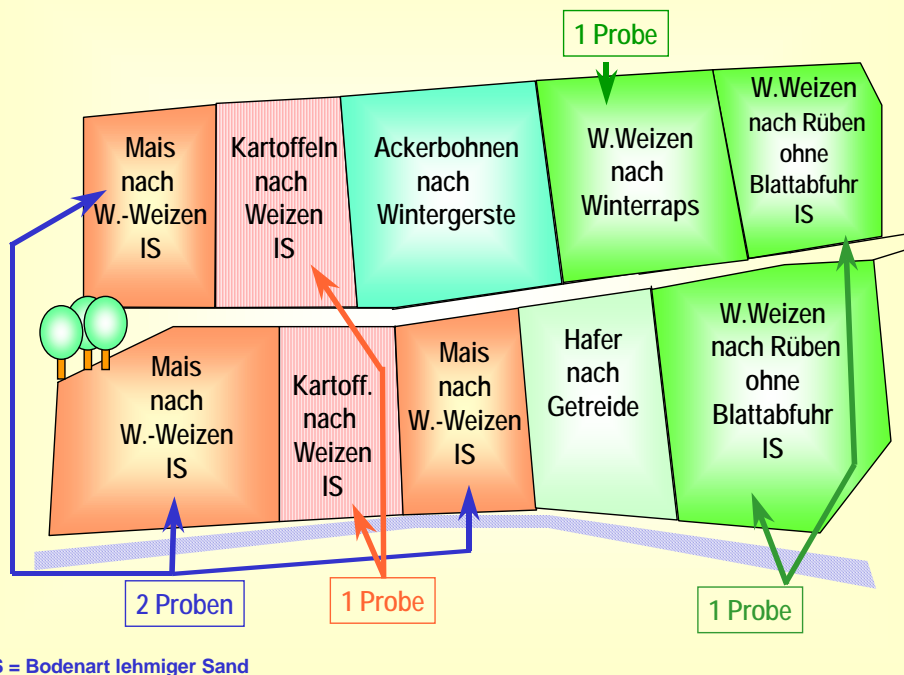 1 Probe
Mais
nach
W.-Weizen
IS
Kartoffeln
nach
Weizen
IS
Ackerbohnen
nach
Wintergerste
W.Weizen
nach
Winterraps
W.Weizen
nach Rüben
ohne
Blattabfuhr
IS
Mais
nach
W.-Weizen
IS
Kartoff.
nach
Weizen
IS
Mais
nach
W.-Weizen
IS
Hafer
nach
Getreide
W.Weizen
nach Rüben
ohne
Blattabfuhr
IS
2 Proben
1 Probe
1 Probe
S = Bodenart lehmiger Sand